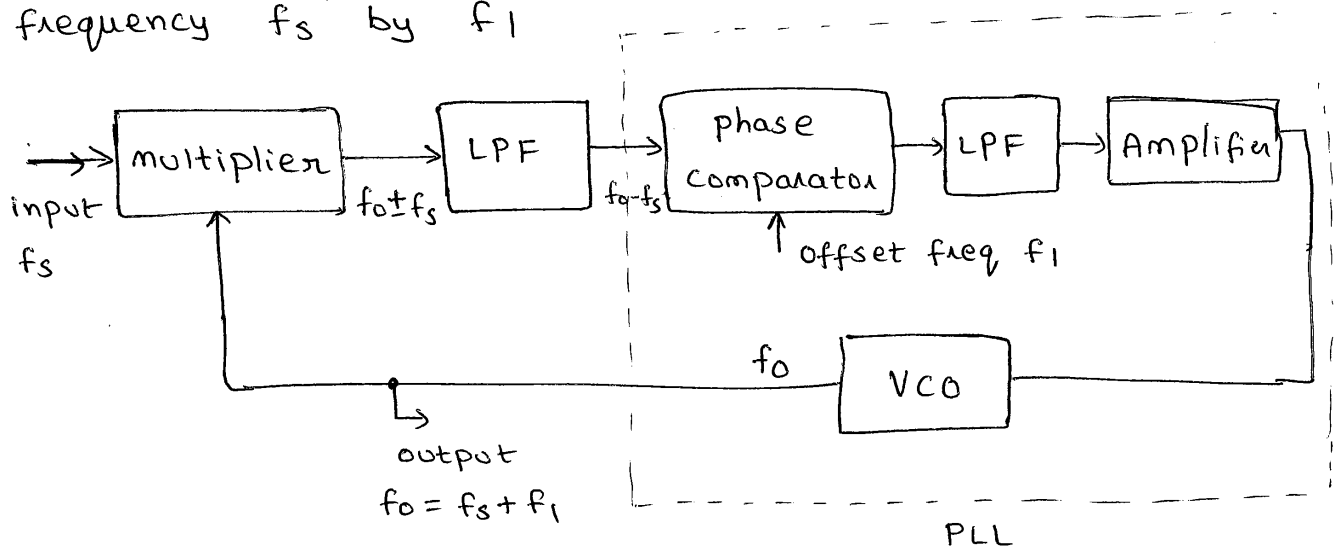 frequency fs by f1
multiplier
LPF
phase
comparator
LPF
Amplifier
input
fs
fo±fs
fo-fs
offset freq f1
fo
VCO
output
fo = fs + f1
PLL